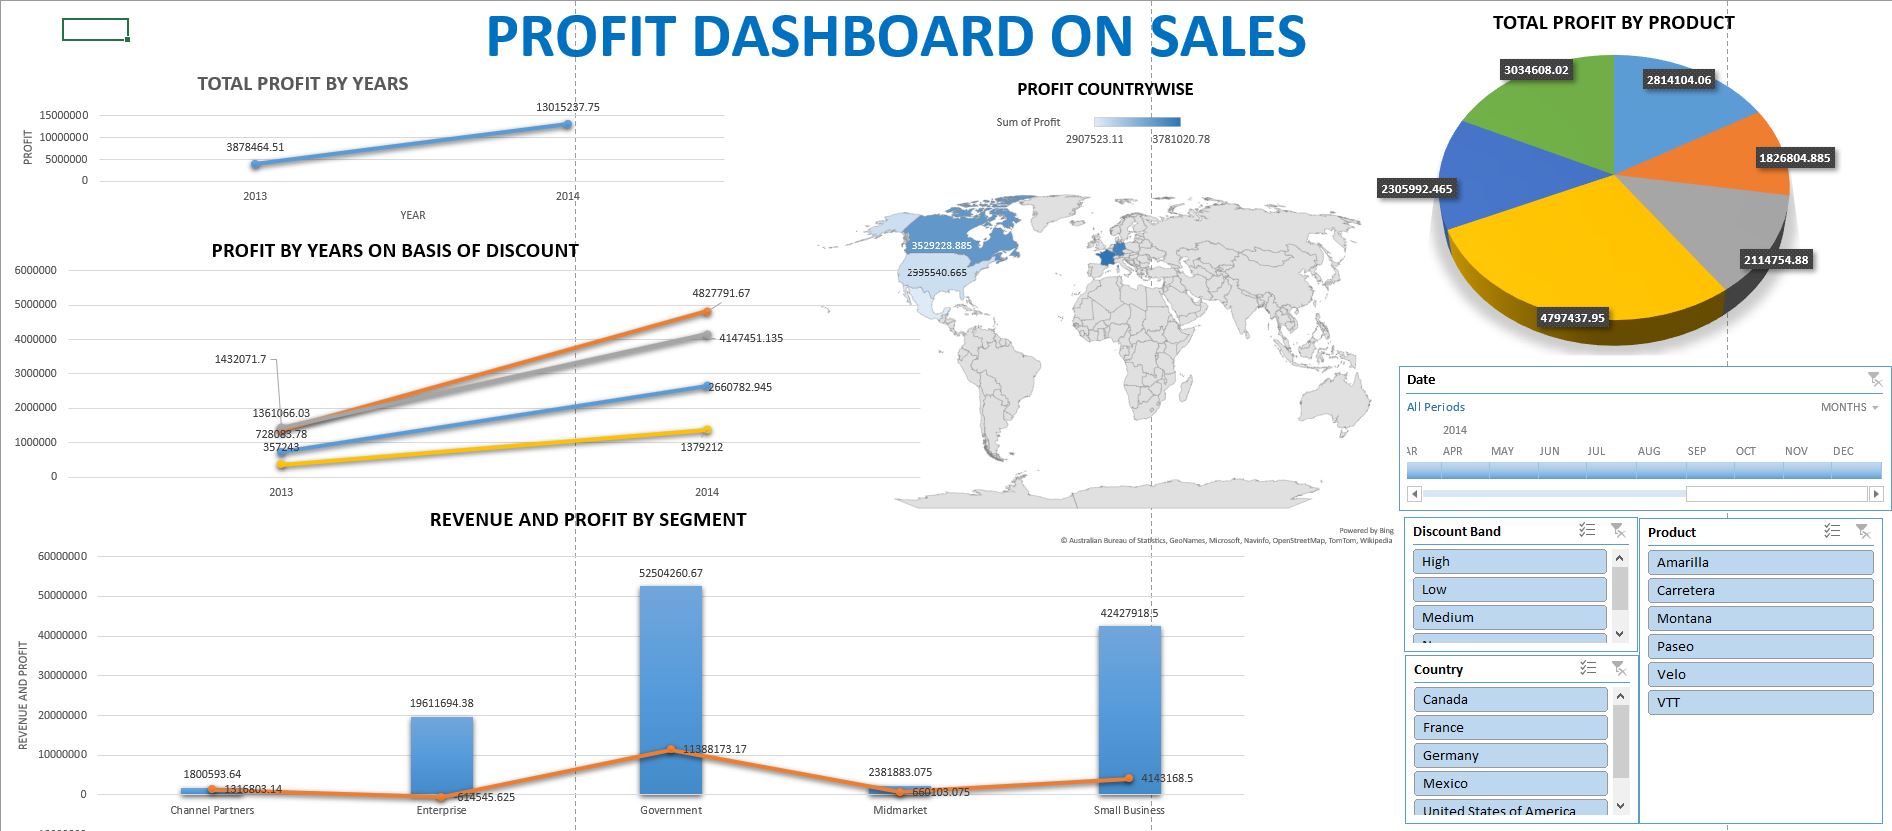 PROFIT DASHBOARD ON SALES
TOTAL PROFIT BY YEARS
PROFIT
15000000
10000000
5000000
0
3878464.51
13015237.75
2013
2014
YEAR
PROFIT BY YEARS ON BASIS OF DISCOUNT
6000000
5000000
4000000
3000000
2000000
1000000
0
1432071.7
1361066.03
728083.78
357243
4827791.67
4147451.135
2660782.945
1379212
2013
2014
PROFIT COUNTRYWISE
Sum of Profit
2907523.11
3781020.78
3529228.885
2995540.665
Powered by Bing
© Australian Bureau of Statistics, GeoNames, Microsoft, Navinfo, OpenStreetMap, TomTom, Wikipedia
REVENUE AND PROFIT BY SEGMENT
REVENUE AND PROFIT
60000000
50000000
40000000
30000000
20000000
10000000
0
1800593.64
1316803.14
19611694.38
-614545.625
52504260.67
11388173.17
2381883.075
660103.075
42427918.5
4143168.5
Channel Partners
Enterprise
Government
Midmarket
Small Business
TOTAL PROFIT BY PRODUCT
3034608.02
2814104.06
1826804.885
2305992.465
2114754.88
4797437.95
Date
All Periods
MONTHS
2014
AR APR MAY JUN JUL AUG SEP OCT NOV DEC
Discount Band
High
Low
Medium
Country
Canada
France
Germany
Mexico
United States of America
Product
Amarilla
Carretera
Montana
Paseo
Velo
VTT